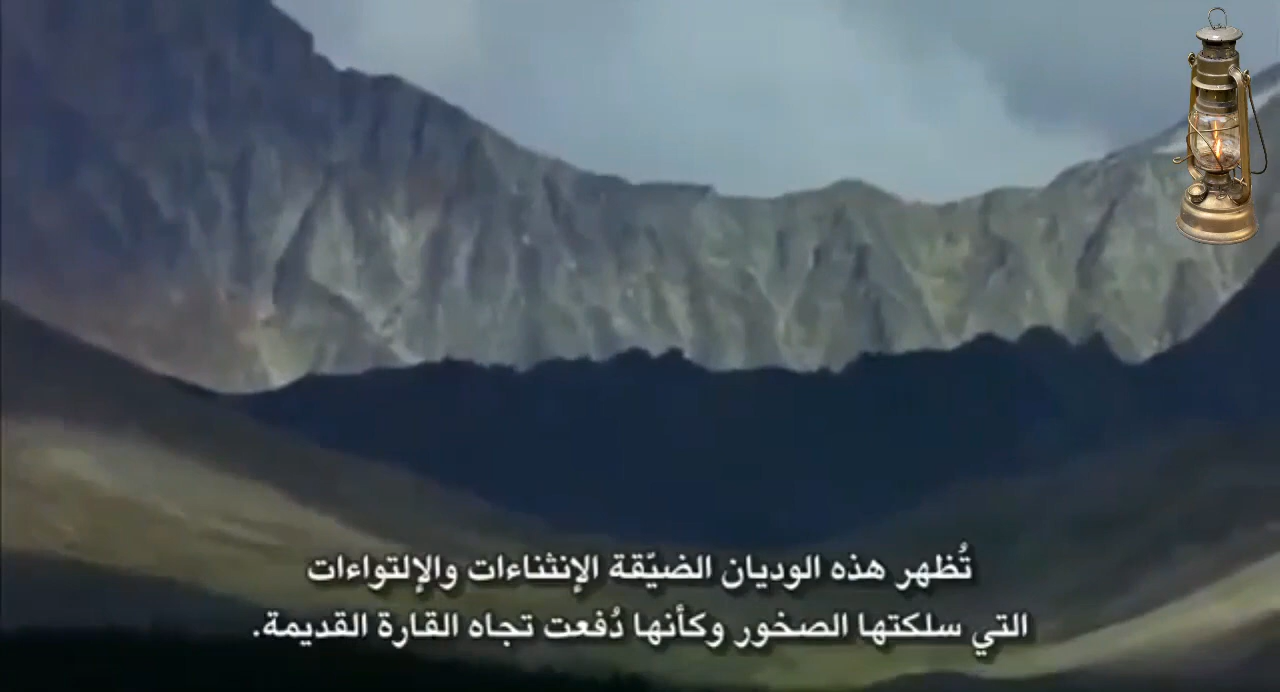 تُظهر هذه الوديان الضيّقة الإنثناءات والإلتواءات
التي سلكتها الصخور وكأنها دُفعت تجاه القارة القديمة.